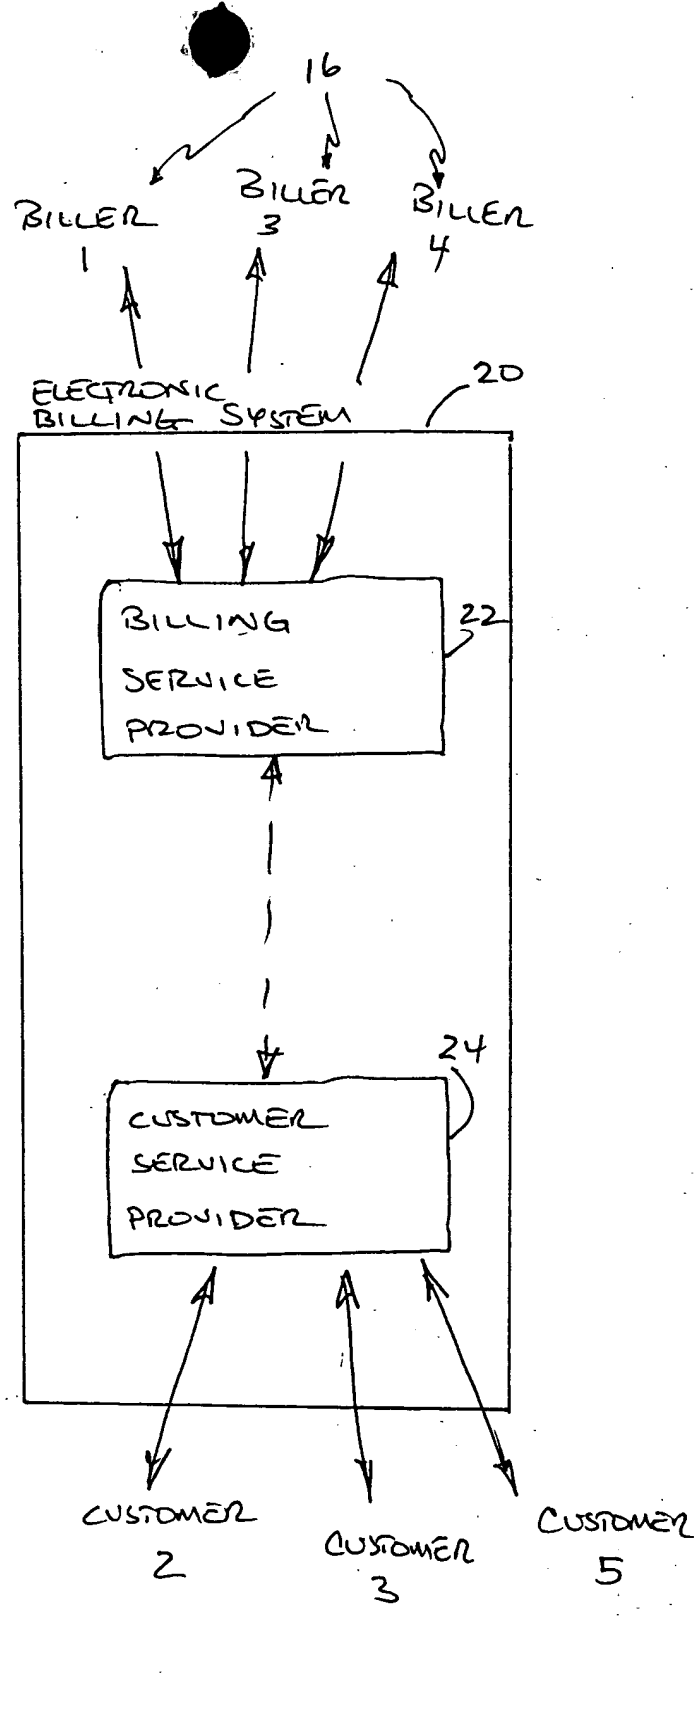 16
BILLER
1
BILLER
3
BILLER
4
ELECTRONIC
BILLING SYSTEM
20
BILLING
SERVICE
PROVIDER
22
24
CUSTOMER
SERVICE
PROVIDER
CUSTOMER
2
CUSTOMER
3
CUSTOMER
5